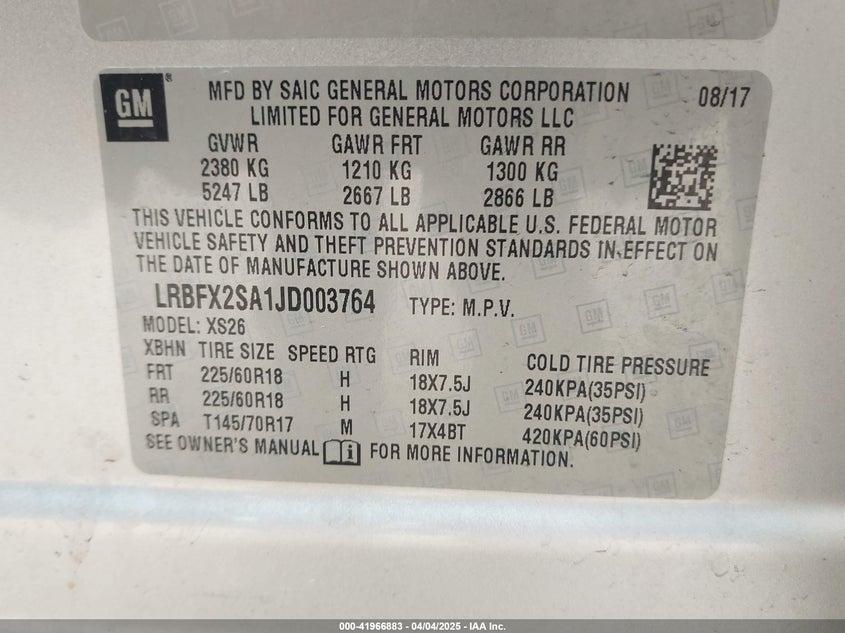 GM
MFD BY SAIC GENERAL MOTORS CORPORATION 08/17
LIMITED FOR GENERAL MOTORS LLC
GVWR GAWR FRT GAWR RR
2380 KG 1210 KG 1300 KG
5247 LB 2667 LB 2866 LB
THIS VEHICLE CONFORMS TO ALL APPLICABLE U.S. FEDERAL MOTOR
VEHICLE SAFETY AND THEFT PREVENTION STANDARDS IN EFFECT ON
THE DATE OF MANUFACTURE SHOWN ABOVE.
LRBFX2SA1JD003764 TYPE: M.P.V.
MODEL: XS26
XBHN TIRE SIZE SPEED RTG RIM COLD TIRE PRESSURE
FRT 225/60R18 H 18X7.5J 240KPA(35PSI)
RR 225/60R18 H 18X7.5J 240KPA(35PSI)
SPA T145/70R17 M 17X4BT 420KPA(60PSI)
SEE OWNER'S MANUAL FOR MORE INFORMATION.
000-41966883 - 04/04/2025 - IAA Inc.